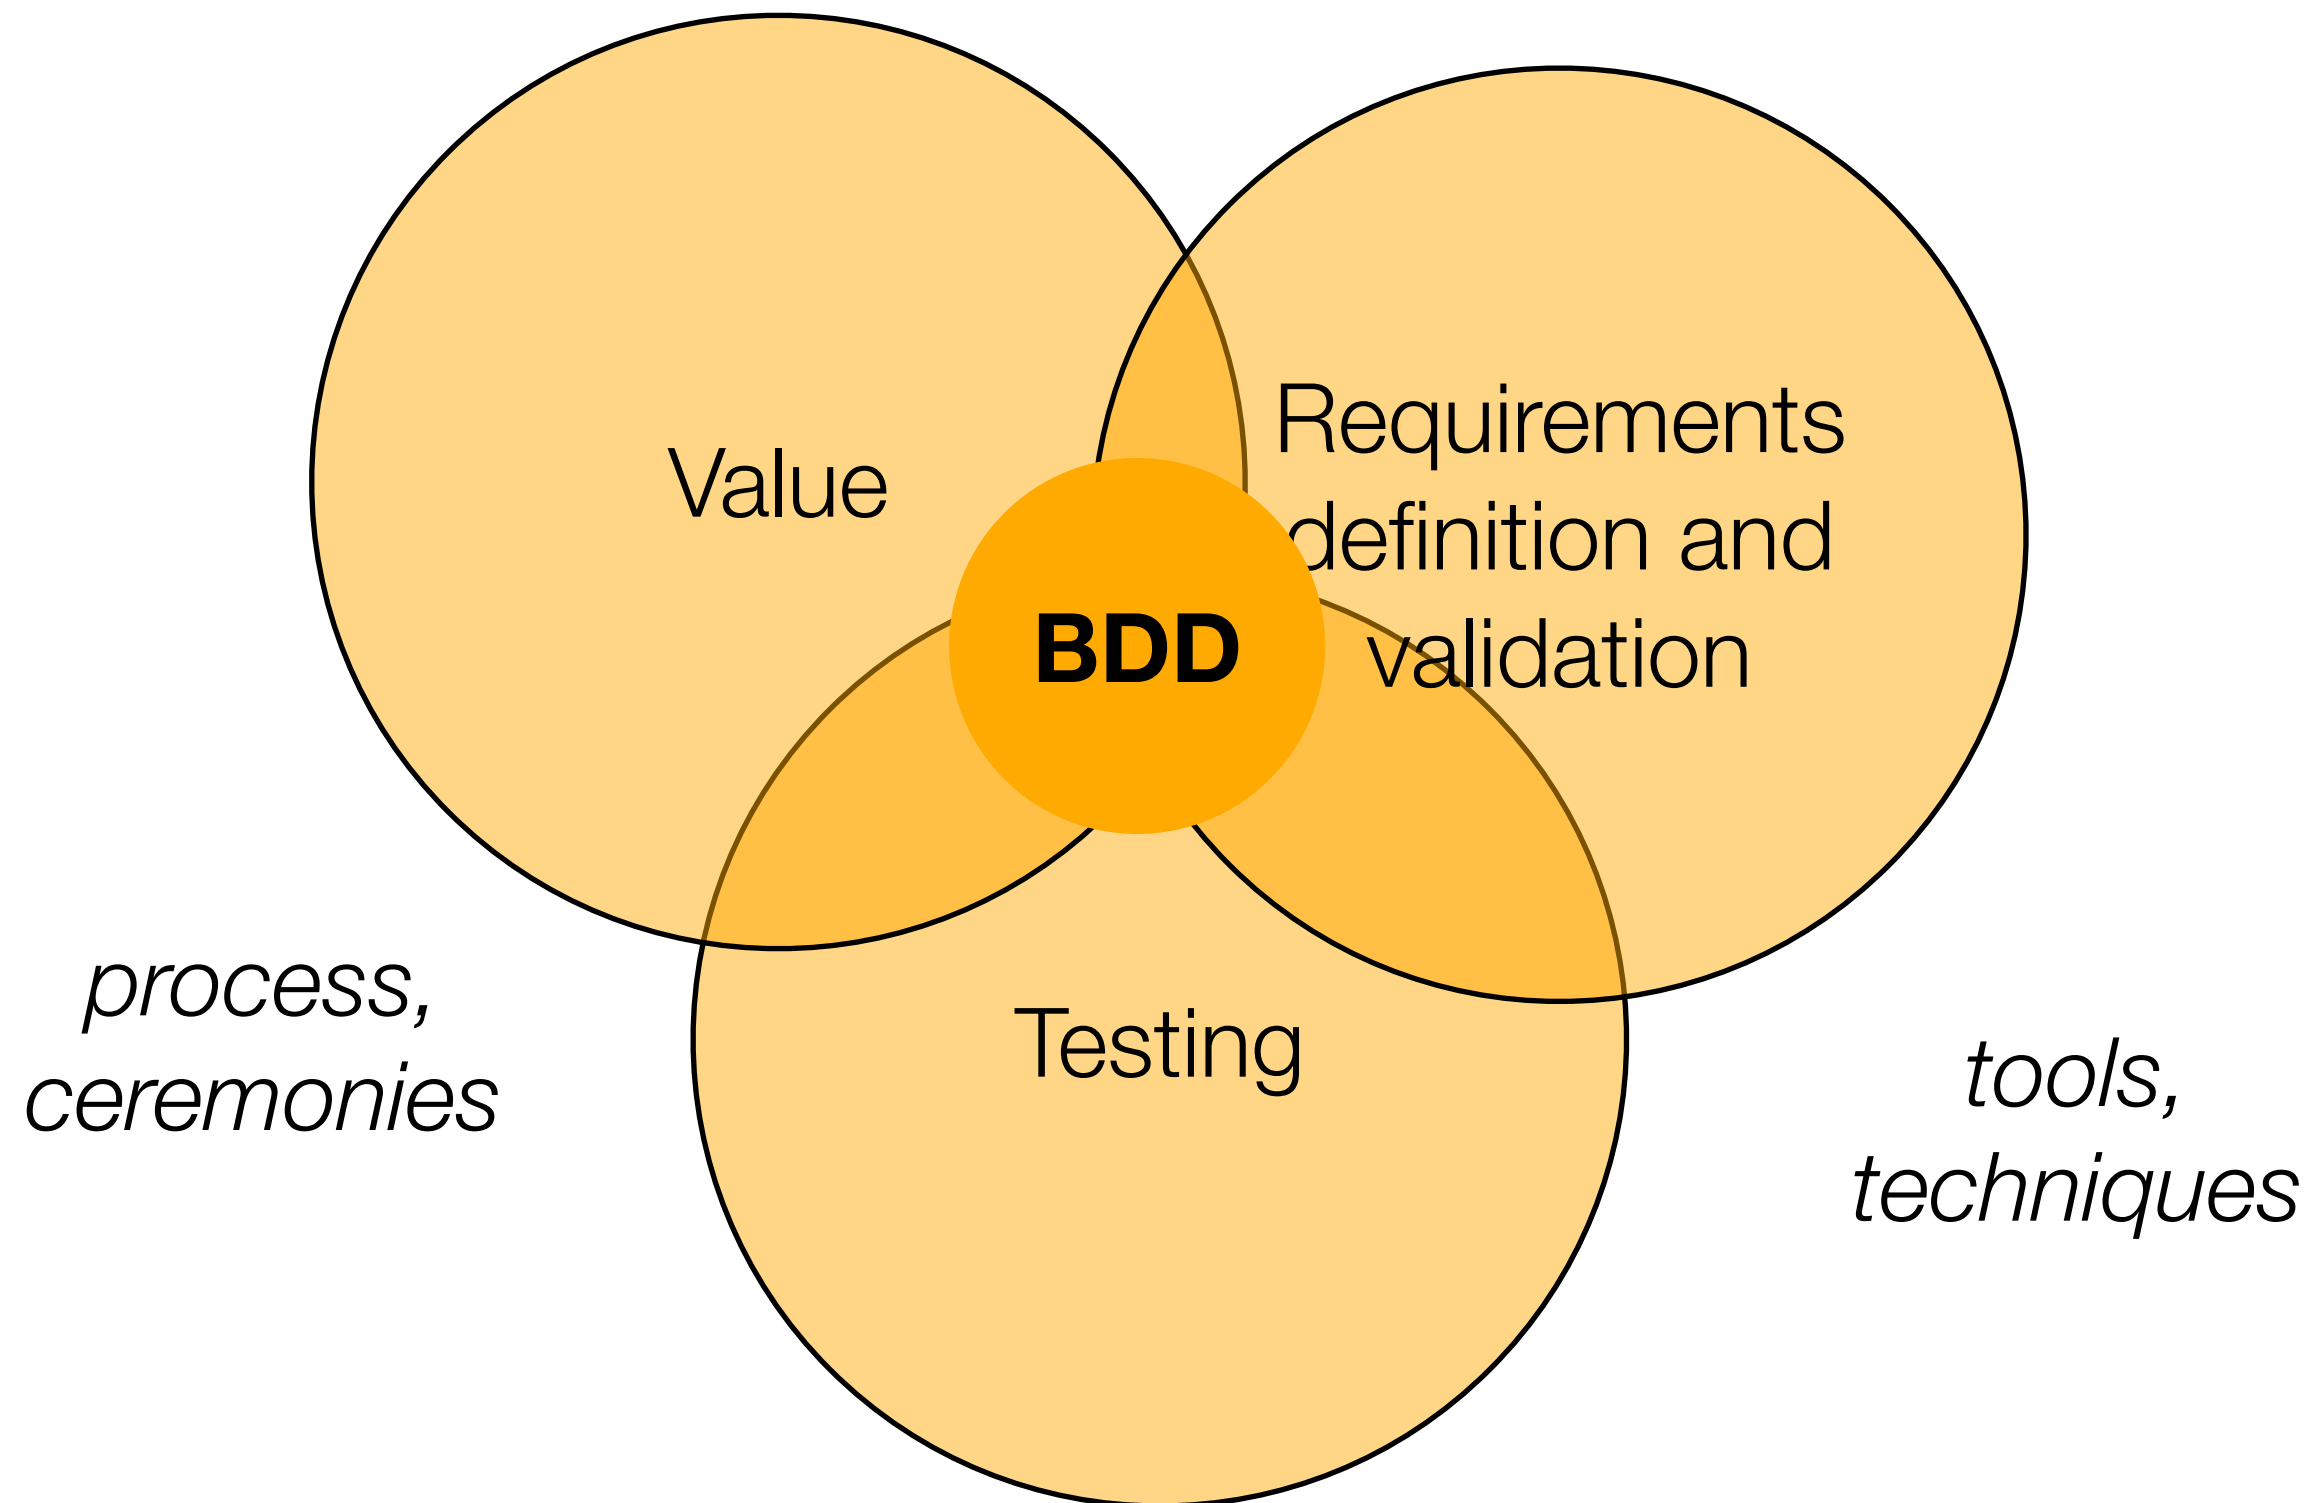 Value
Requirements
definition and
validation
BDD
process,
ceremonies
Testing
tools,
techniques